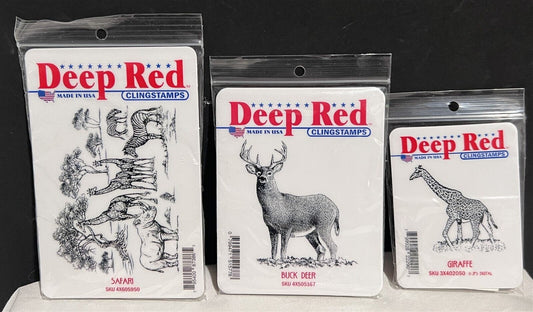 Deep Red
MADE IN USA
CLINGSTAMPS
SAFARI
SKU 4X605950
Deep Red
MADE IN USA
CLINGSTAMPS
BUCK DEER
SKU 4X505367
Deep Red
MADE IN USA
CLINGSTAMPS
GIRAFFE
SKU 3X402050